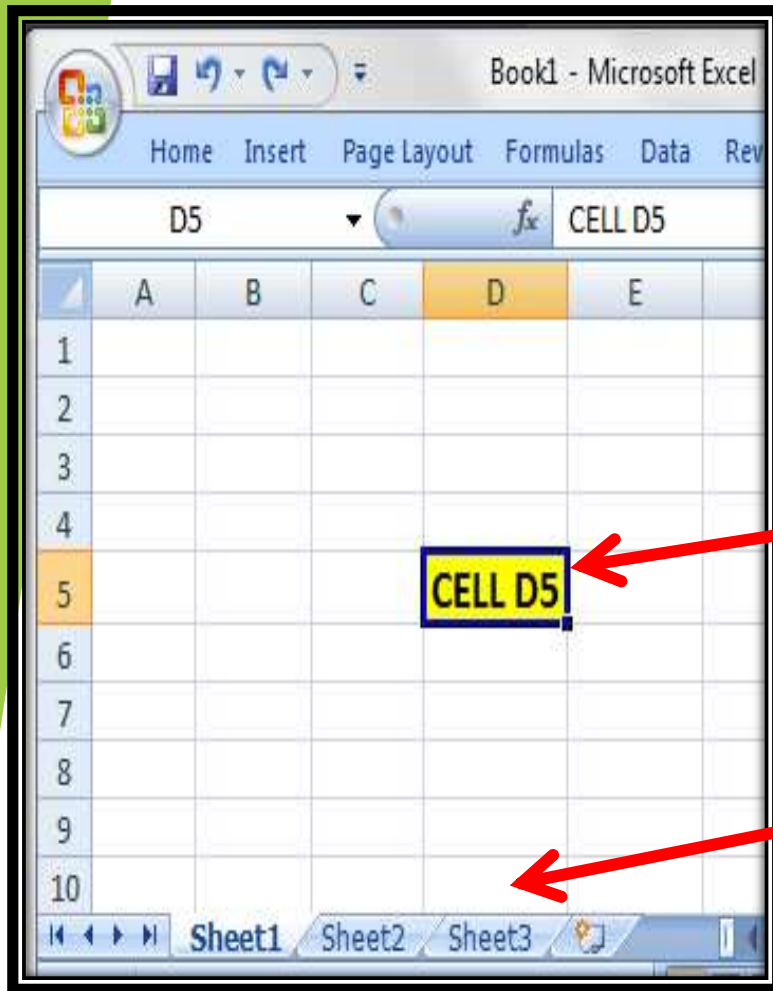 Book1 - Microsoft Excel
Home Insert Page Layout Formulas Data Rev
D5 fx CELL D5
A B C D E
1
2
3
4
5 CELL D5
6
7
8
9
10
Sheet1 Sheet2 Sheet3